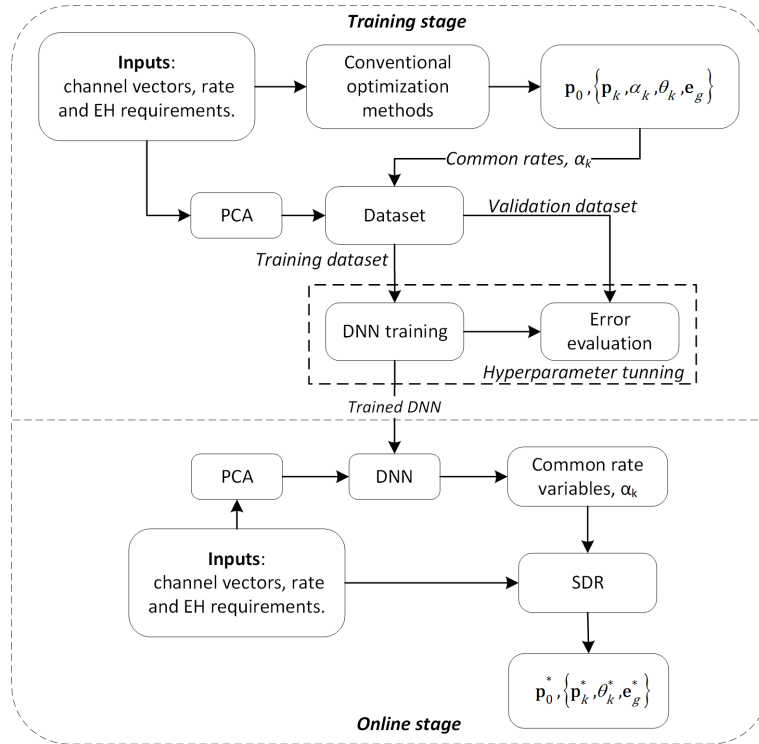 Training stage
Inputs:
channel vectors, rate
and EH requirements.
Conventional
optimization
methods
p₀,{pₖ,αₖ,θₖ,e_g}
Common rates, αₖ
PCA
Dataset
Validation dataset
Training dataset
DNN training
Error
evaluation
Hyperparameter tunning
Trained DNN
PCA
DNN
Common rate
variables, αₖ
Inputs:
channel vectors, rate
and EH requirements.
SDR
p₀*,{pₖ*,θₖ*,e_g*}
Online stage